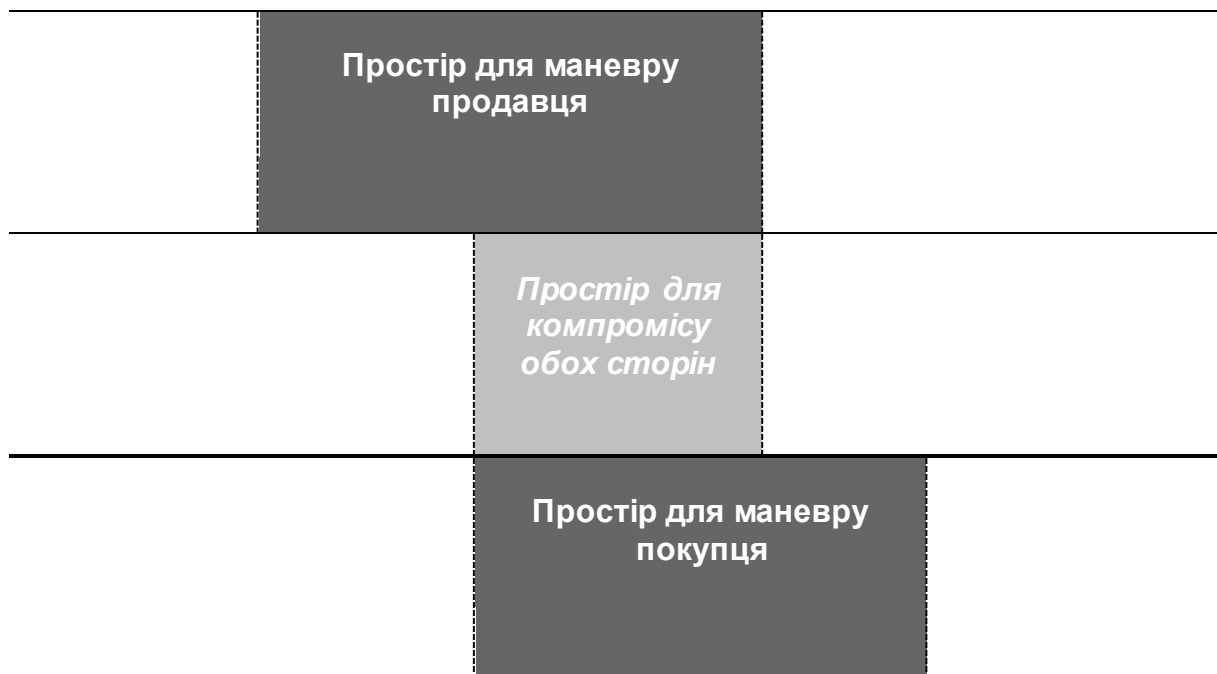 Простір для маневру
продавця
Простір для
компромісу
обох сторін
Простір для маневру
покупця